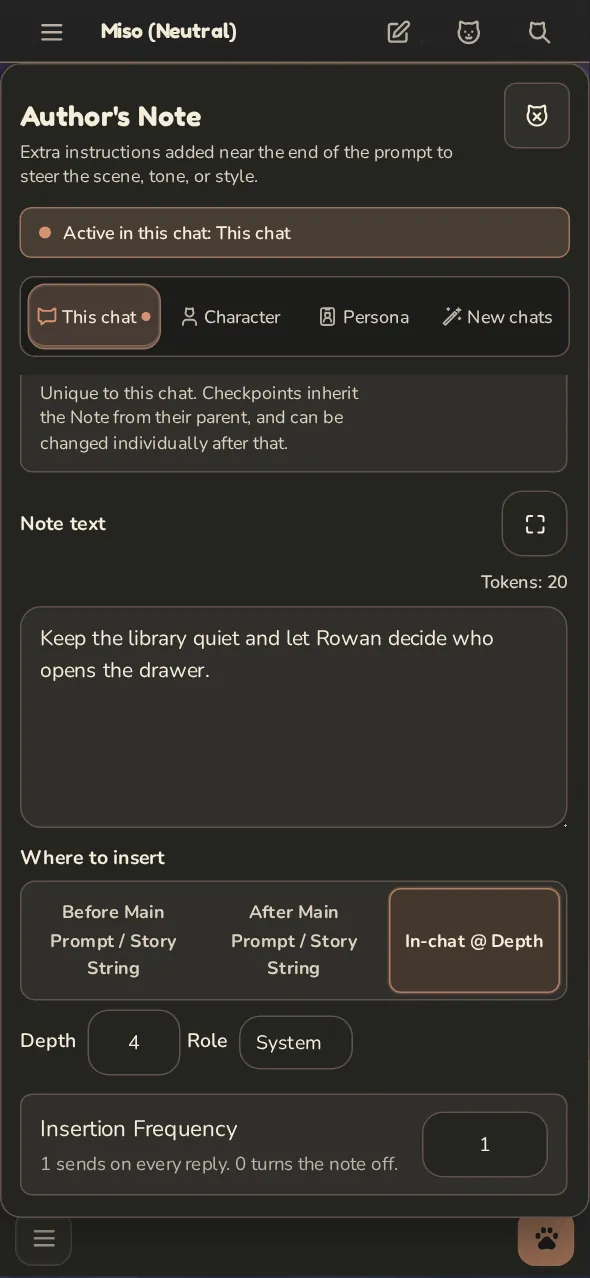 Miso (Neutral)
Author's Note
Extra instructions added near the end of the prompt to
steer the scene, tone, or style.
Active in this chat: This chat
This chat
Character
Persona
New chats
Unique to this chat. Checkpoints inherit
the Note from their parent, and can be
changed individually after that.
Note text
Tokens: 20
Keep the library quiet and let Rowan decide who
opens the drawer.
Where to insert
Before Main
Prompt / Story
String
After Main
Prompt / Story
String
In-chat @ Depth
Depth
4
Role
System
Insertion Frequency
1 sends on every reply. 0 turns the note off.
1